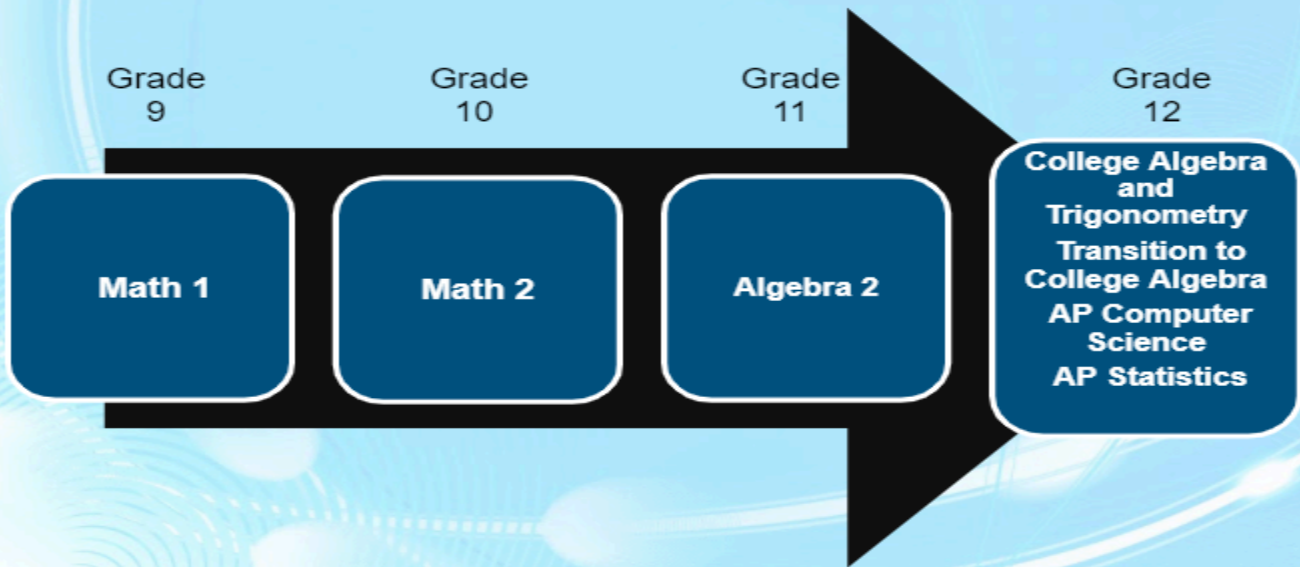 Grade
9
Grade
10
Grade
11
Grade
12
Math 1
Math 2
Algebra 2
College Algebra
and
Trigonometry
Transition to
College Algebra
AP Computer
Science
AP Statistics